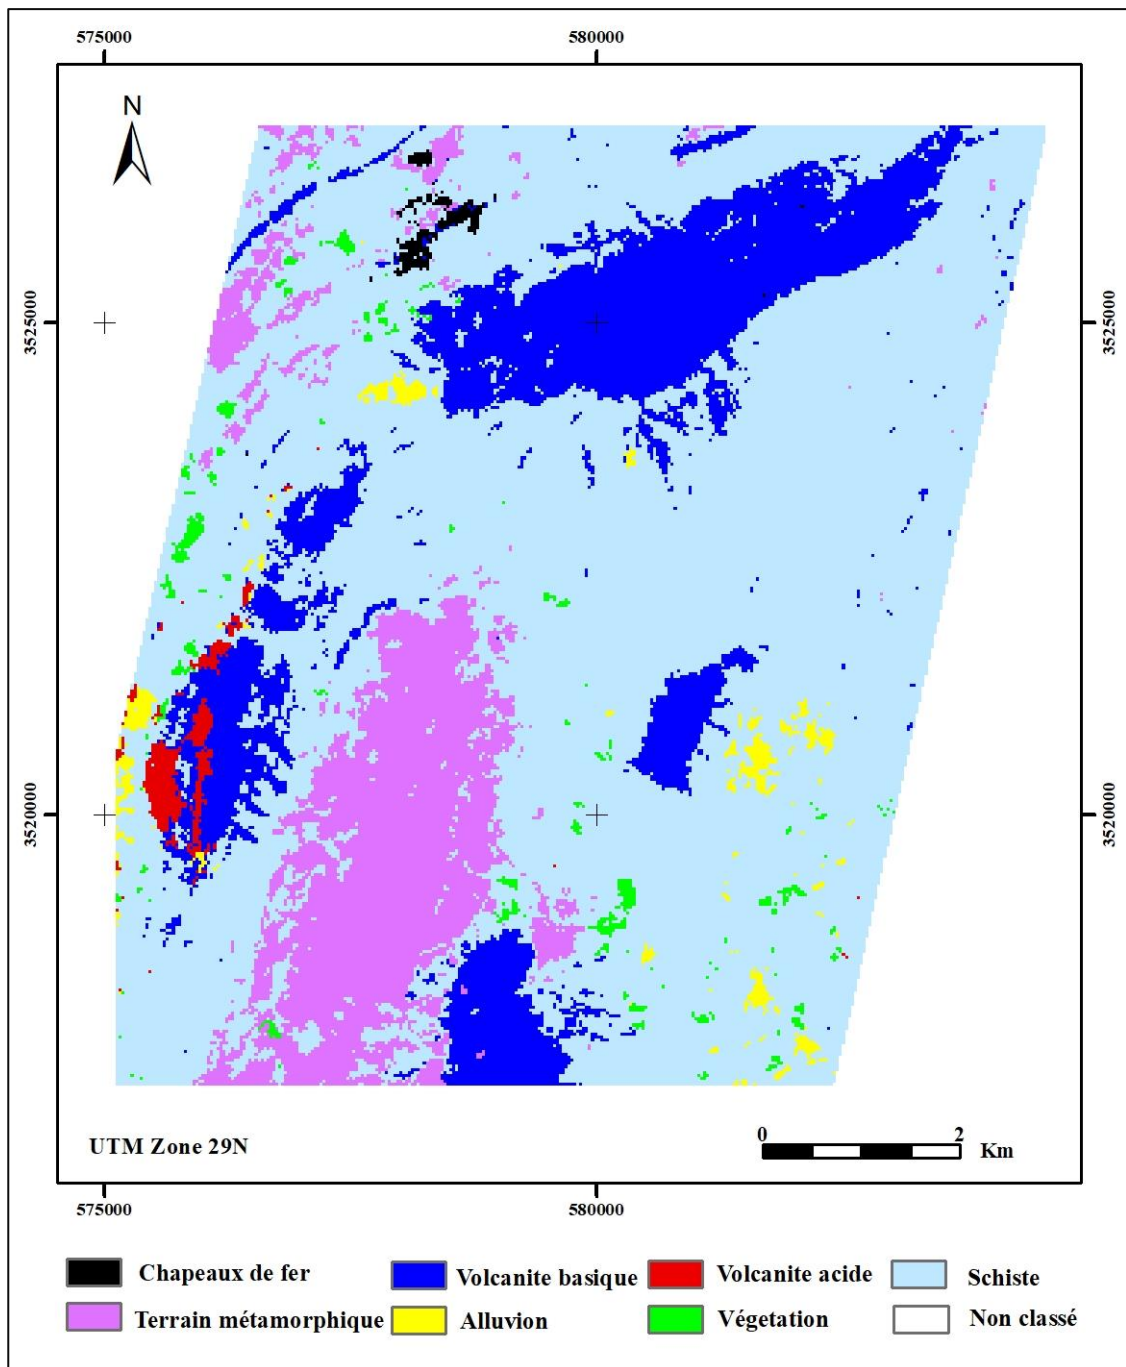 575000 580000
N
3525000 3525000
3520000 3520000
UTM Zone 29N
0 2 Km
575000 580000
Chapeaux de fer Volcanite basique Volcanite acide Schiste
Terrain métamorphique Alluvion Végetation Non classé